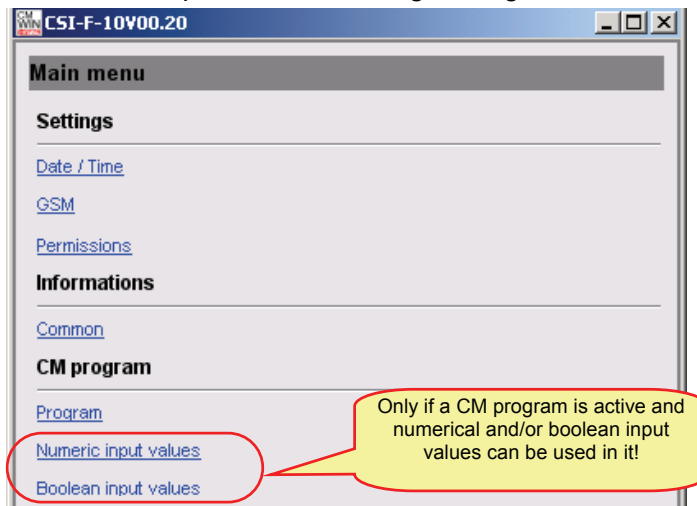 CM
WIN
CSI-F-10V00.20
Main menu
Settings
Date / Time
GSM
Permissions
Informations
Common
CM program
Program
Numeric input values
Boolean input values
Only if a CM program is active and
numerical and/or boolean input
values can be used in it!